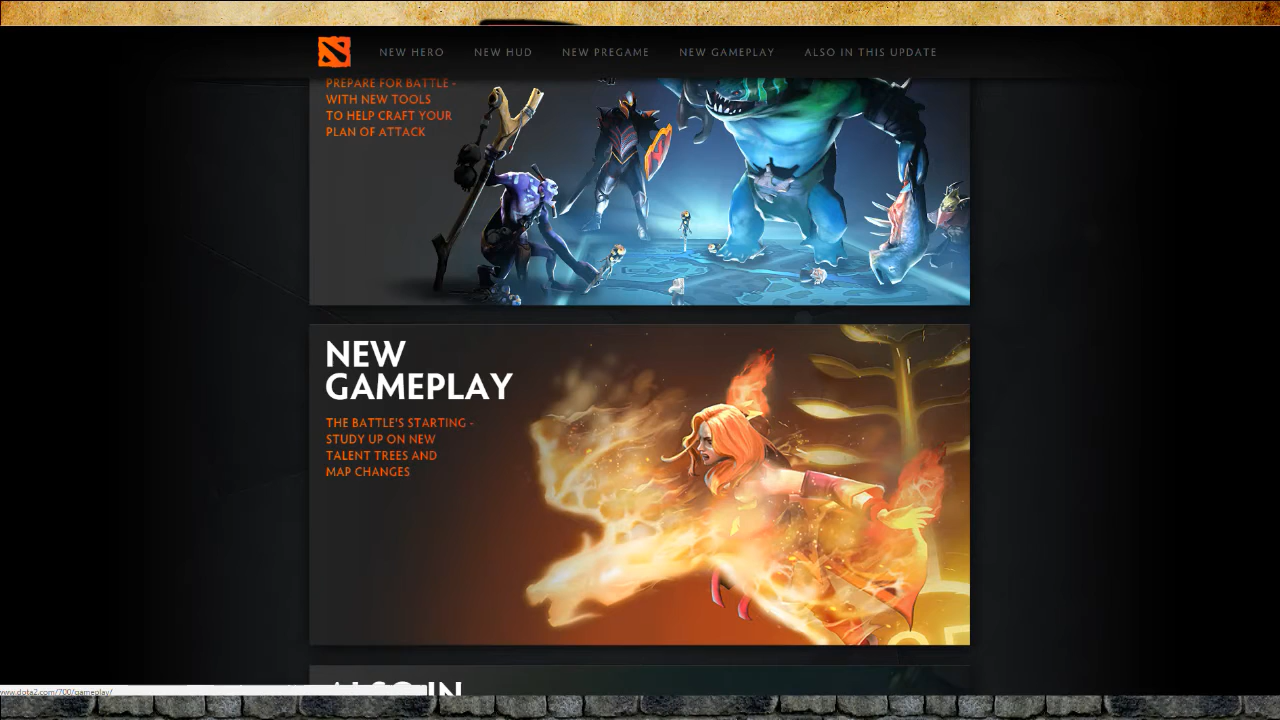 NEW HERO NEW HUD NEW PREGAME NEW GAMEPLAY ALSO IN THIS UPDATE
PREPARE FOR BATTLE -
WITH NEW TOOLS
TO HELP CRAFT YOUR
PLAN OF ATTACK
NEW
GAMEPLAY
THE BATTLE'S STARTING -
STUDY UP ON NEW
TALENT TREES AND
MAP CHANGES
ALSO IN
www.dota2.com/700/gameplay/